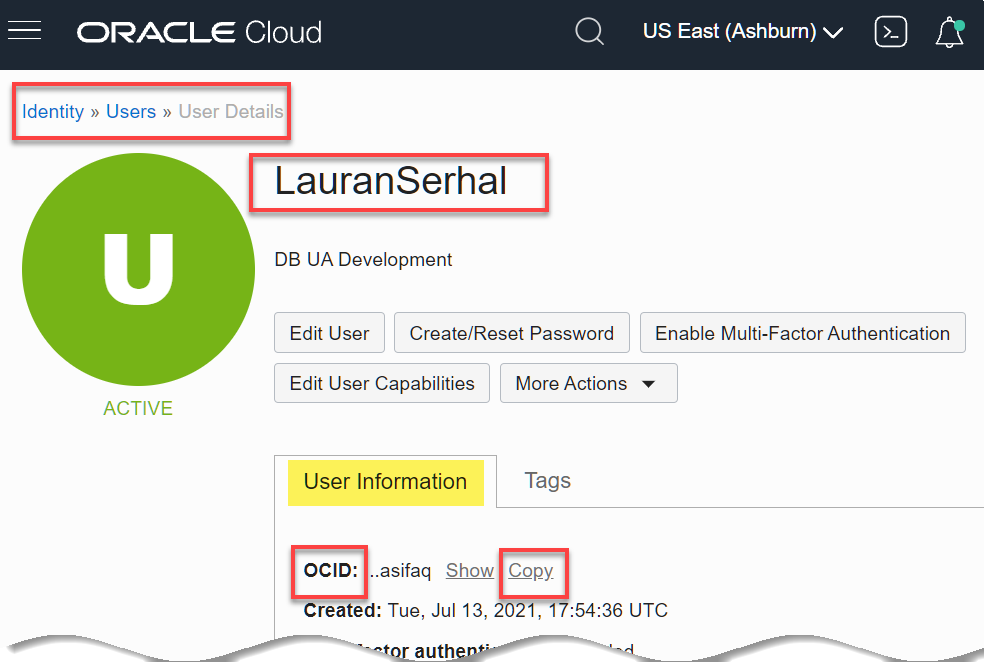 ORACLE Cloud US East (Ashburn)
Identity » Users » User Details
U
LauranSerhal
DB UA Development
Edit User Create/Reset Password Enable Multi-Factor Authentication
Edit User Capabilities More Actions
ACTIVE
User Information Tags
OCID: ..asifaq Show Copy
Created: Tue, Jul 13, 2021, 17:54:36 UTC